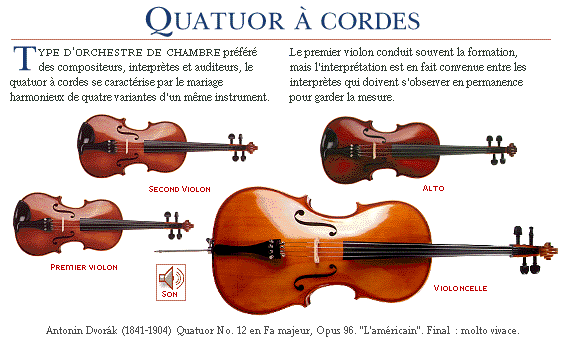 QUATUOR À CORDES
TYPE D'ORCHESTRE DE CHAMBRE préféré
des compositeurs, interprètes et auditeurs, le
quatuor à cordes se caractérise par le mariage
harmonieux de quatre variantes d'un même instrument.
Le premier violon conduit souvent la formation,
mais l'interprétation est en fait convenue entre les
interprètes qui doivent s'observer en permanence
pour garder la mesure.
SECOND VIOLON
ALTO
PREMIER VIOLON
SON
VIOLONCELLE
Antonin Dvorák (1841-1904) Quatuor No. 12 en Fa majeur, Opus 96. "L'américain". Final : molto vivace.